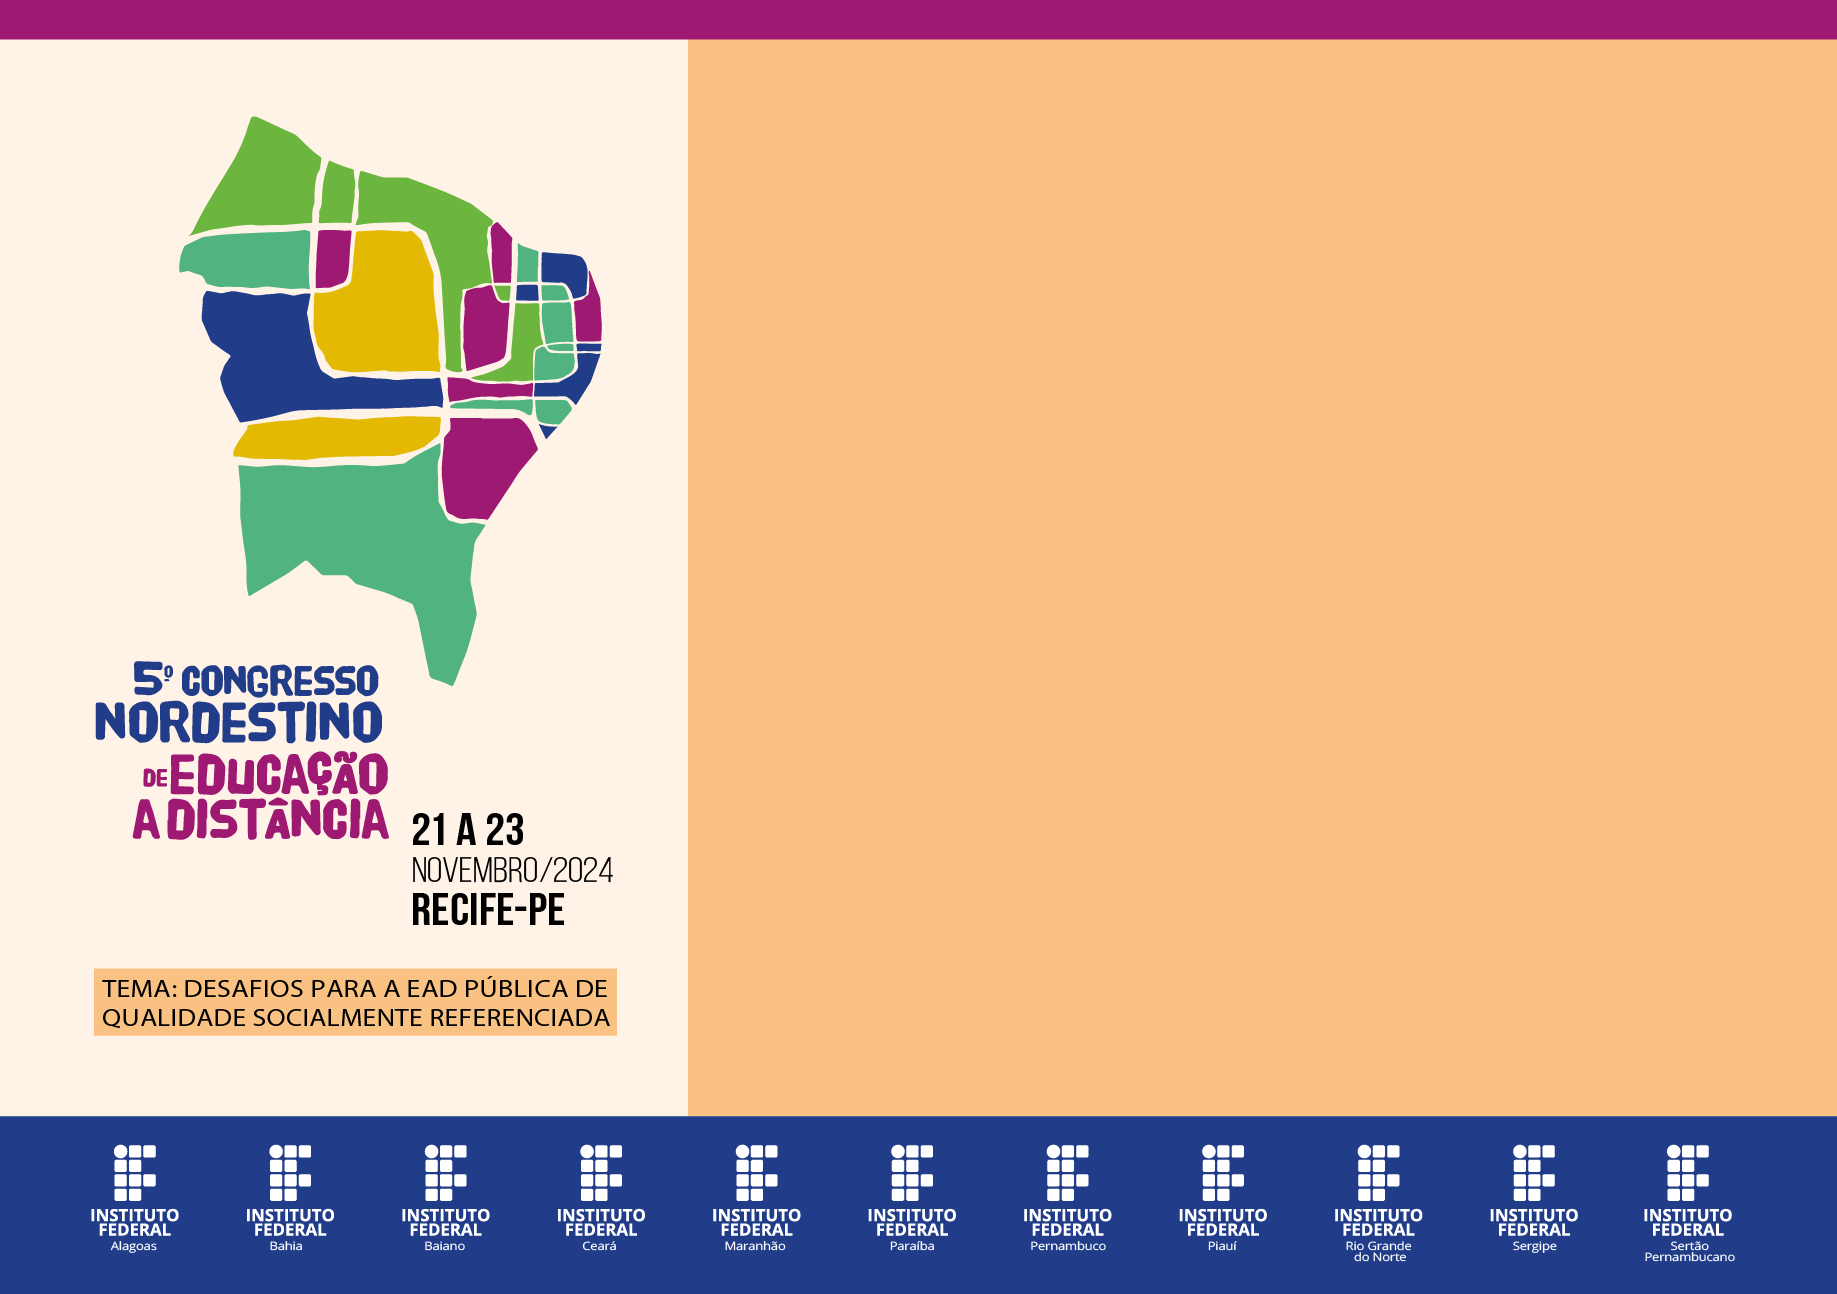 5º CONGRESSO
NORDESTINO
DE EDUCAÇÃO
A DISTÂNCIA
21 A 23
NOVEMBRO/2024
RECIFE-PE
TEMA: DESAFIOS PARA A EAD PÚBLICA DE
QUALIDADE SOCIALMENTE REFERENCIADA
INSTITUTO
FEDERAL
Alagoas
INSTITUTO
FEDERAL
Bahia
INSTITUTO
FEDERAL
Baiano
INSTITUTO
FEDERAL
Ceará
INSTITUTO
FEDERAL
Maranhão
INSTITUTO
FEDERAL
Paraíba
INSTITUTO
FEDERAL
Pernambuco
INSTITUTO
FEDERAL
Piauí
INSTITUTO
FEDERAL
Rio Grande
do Norte
INSTITUTO
FEDERAL
Sergipe
INSTITUTO
FEDERAL
Sertão
Pernambucano